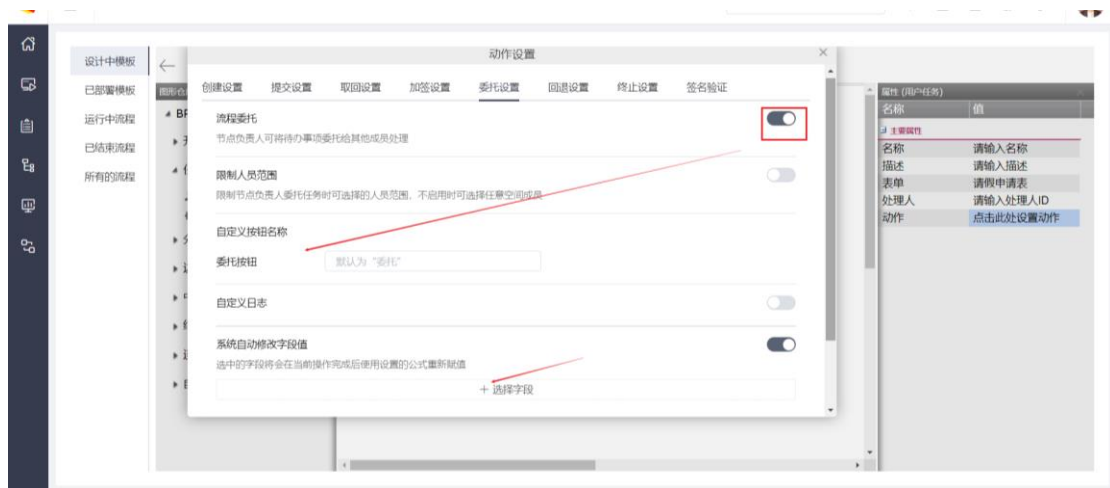 动作设置
设计中模板
已部署模板
运行中流程
已结束流程
所有的流程
创建设置 提交设置 取回设置 加签设置 委托设置 回退设置 终止设置 签名验证
流程委托
节点负责人可将待办事项委托给其他成员处理
限制人员范围
限制节点负责人委托任务时可选择的人员范围，不启用时可选择任意空间成员
自定义按钮名称
委托按钮 默认为“委托”
自定义日志
系统自动修改字段值
选中的字段将会在当前操作完成后使用设置的公式重新赋值
+ 选择字段
属性 (用户任务)
名称 值
主要属性
名称 请输入名称
描述 请输入描述
表单 请假申请表
处理人 请输入处理人ID
动作 点击此处设置动作